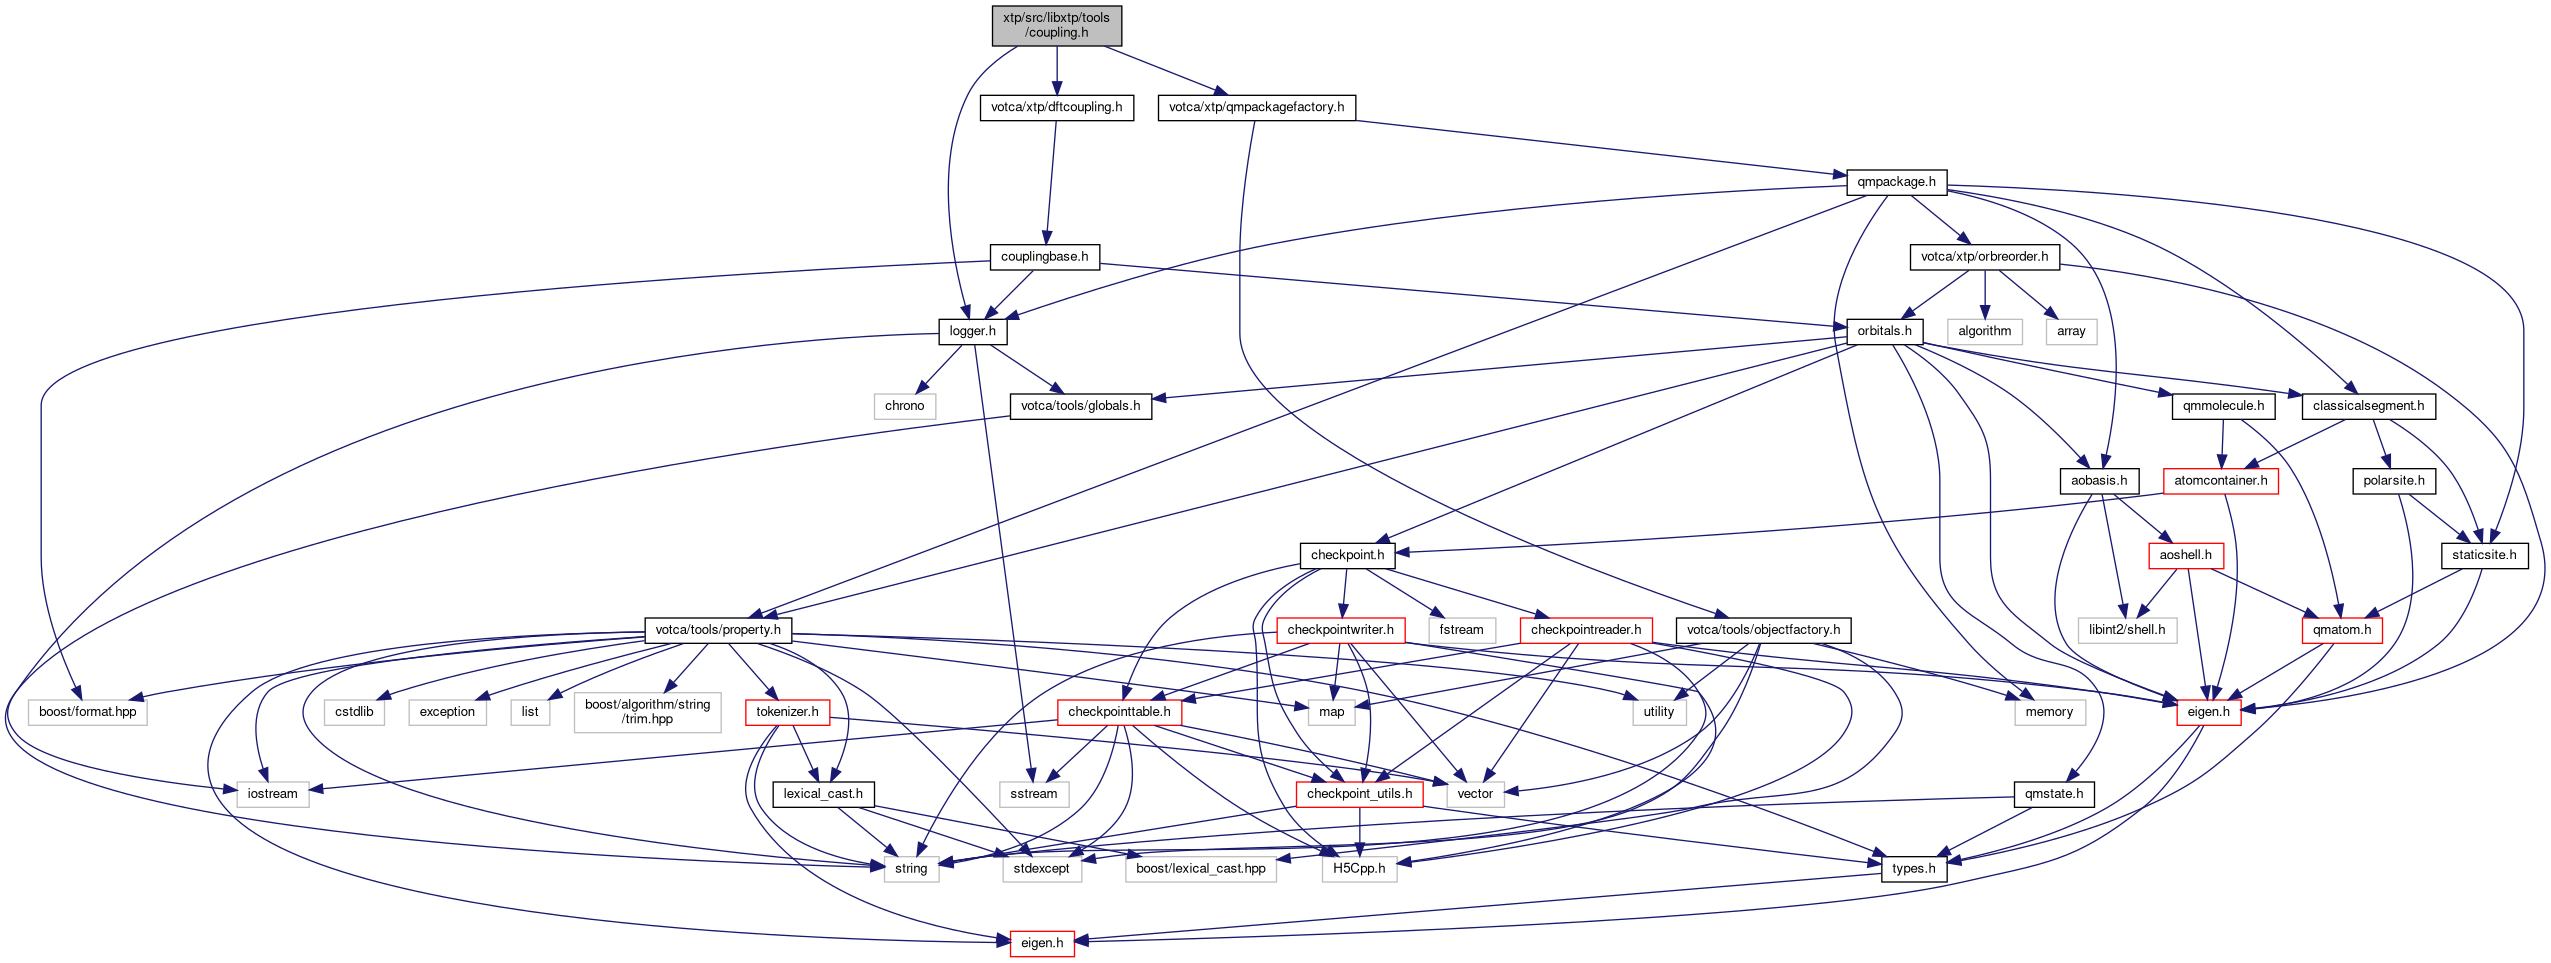 xtp/src/libxtp/tools
/coupling.h
votca/xtp/dftcoupling.h
votca/xtp/qmpackagefactory.h
qmpackage.h
couplingbase.h
votca/xtp/orbreorder.h
logger.h
orbitals.h
algorithm
array
chrono
votca/tools/globals.h
qmmolecule.h
classicalsegment.h
aobasis.h
atomcontainer.h
polarsite.h
checkpoint.h
aoshell.h
staticsite.h
votca/tools/property.h
checkpointwriter.h
fstream
checkpointreader.h
votca/tools/objectfactory.h
libint2/shell.h
qmatom.h
boost/format.hpp
cstdlib
exception
list
boost/algorithm/string
/trim.hpp
tokenizer.h
checkpointtable.h
map
utility
memory
eigen.h
iostream
lexical_cast.h
sstream
checkpoint_utils.h
vector
qmstate.h
string
stdexcept
boost/lexical_cast.hpp
H5Cpp.h
types.h
eigen.h